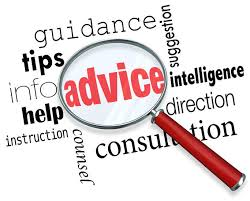 guidance
suggestion
tips
info
advice
intelligence
help
direction
instruction
counsel
consultation